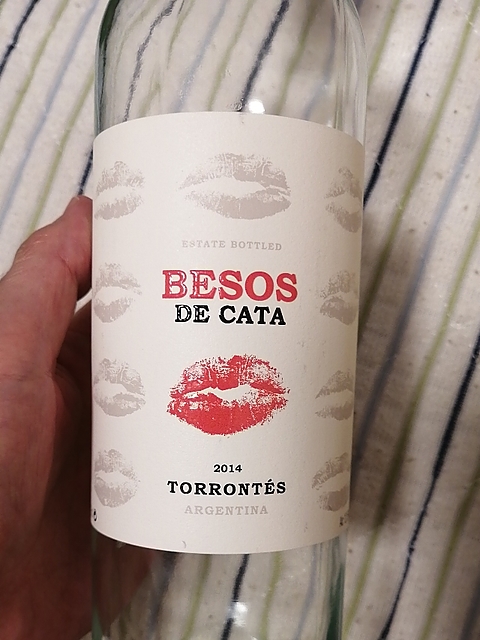 ESTATE BOTTLED
BESOS
DE CATA
2014
TORRONTÉS
ARGENTINA